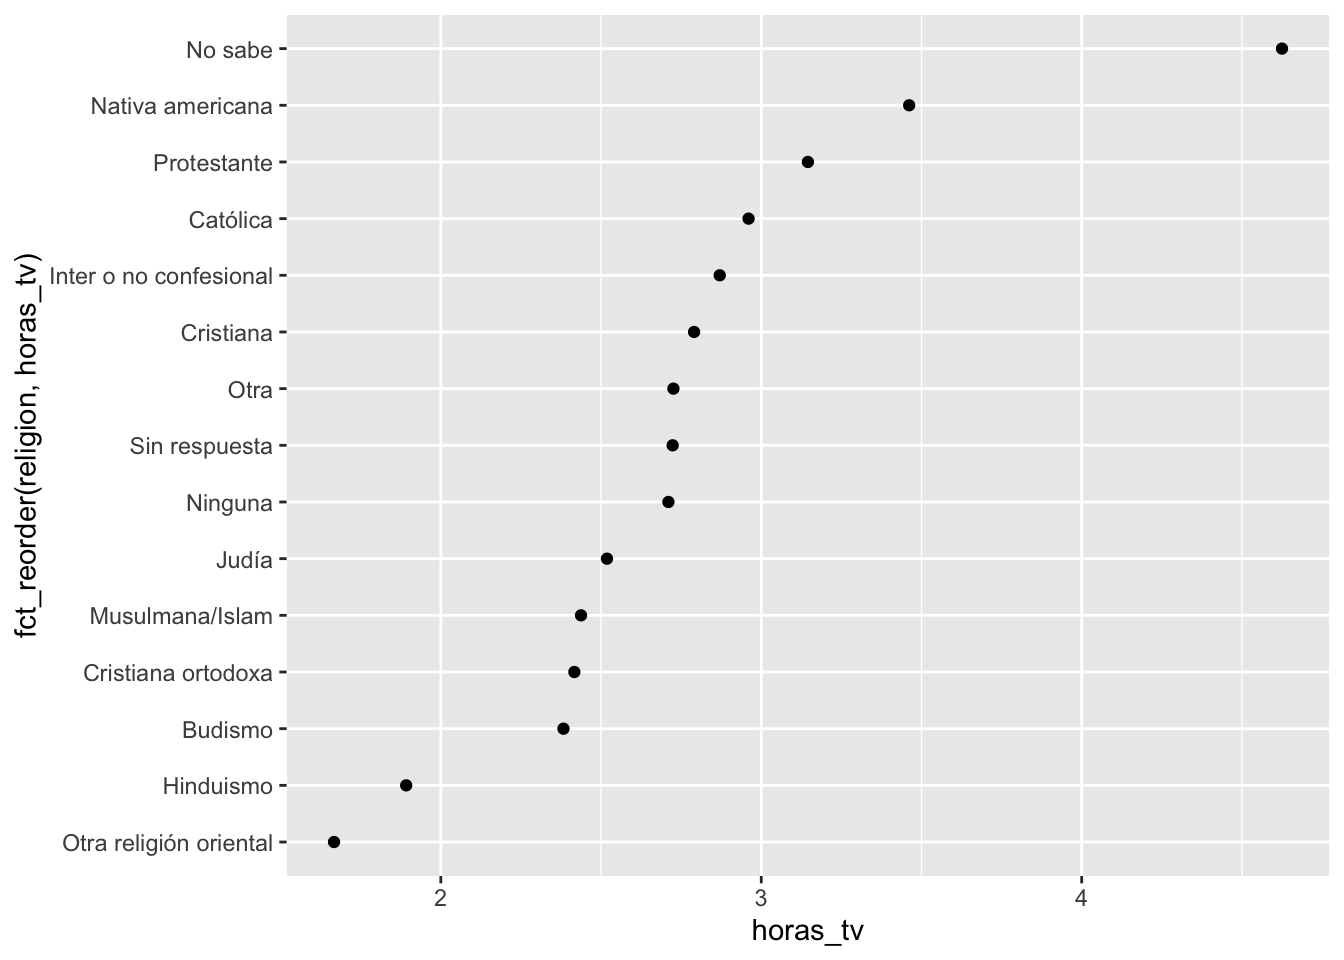 No sabe
Nativa americana
Protestante
Católica
Inter o no confesional
Cristiana
Otra
Sin respuesta
Ninguna
Judía
Musulmana/Islam
Cristiana ortodoxa
Budismo
Hinduismo
Otra religión oriental
fct_reorder(religion, horas_tv)
2 3 4
horas_tv